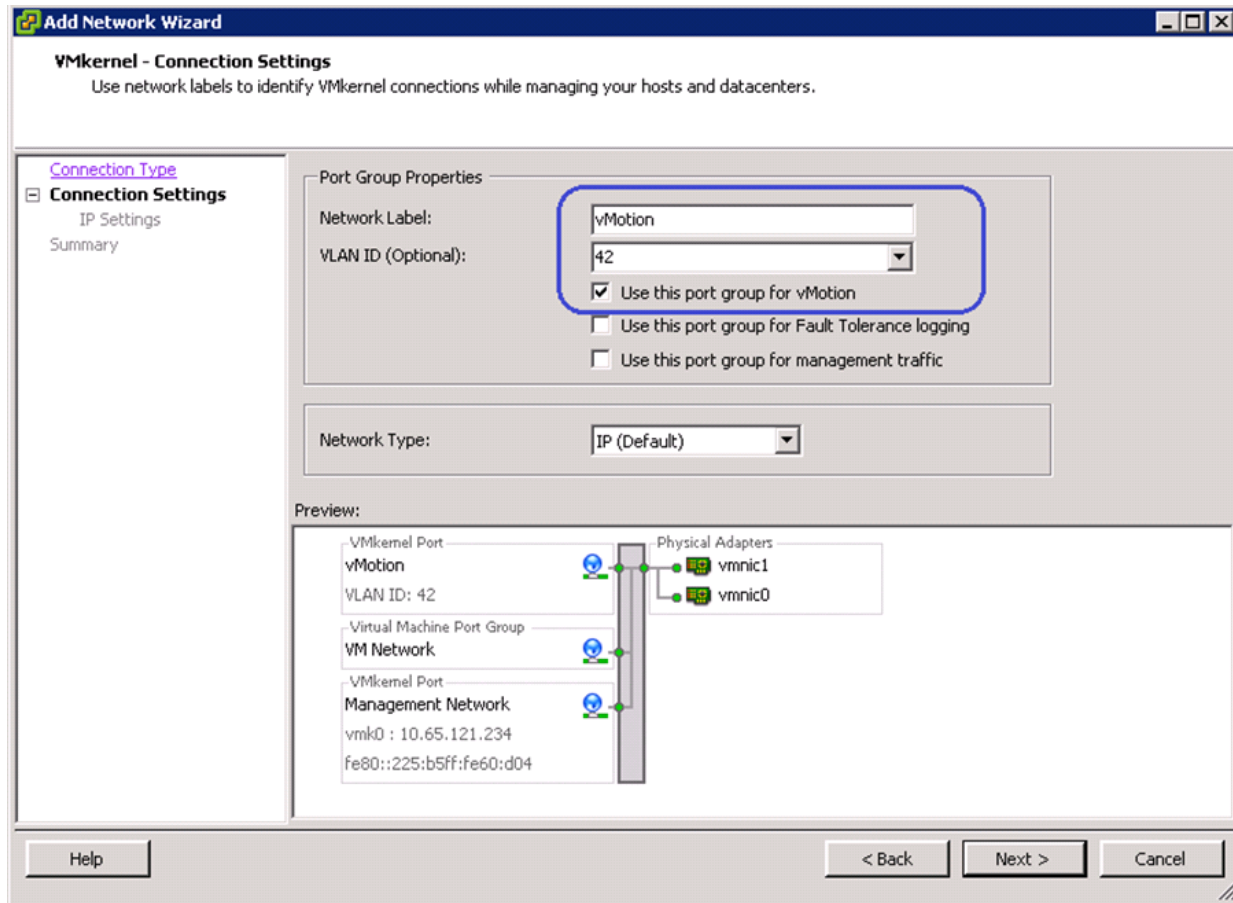 Add Network Wizard
VMkernel - Connection Settings
Use network labels to identify VMkernel connections while managing your hosts and datacenters.
Connection Type
Connection Settings
IP Settings
Summary
Port Group Properties
Network Label:
vMotion
VLAN ID (Optional):
42
Use this port group for vMotion
Use this port group for Fault Tolerance logging
Use this port group for management traffic
Network Type:
IP (Default)
Preview:
VMkernel Port
vMotion
VLAN ID: 42
Virtual Machine Port Group
VM Network
VMkernel Port
Management Network
vmk0 : 10.65.121.234
fe80::225:b5ff:fe60:d04
Physical Adapters
vmnic1
vmnic0
Help
< Back
Next >
Cancel